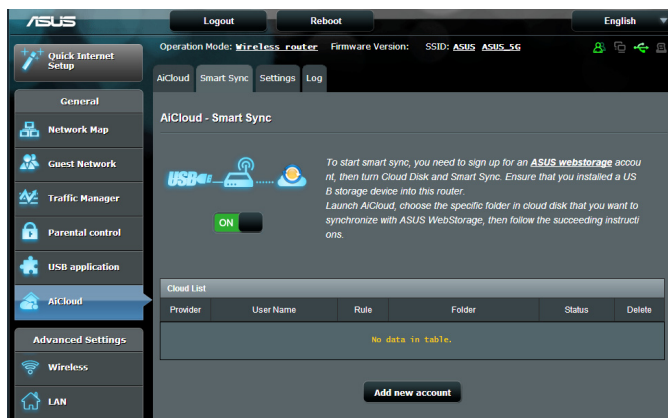 ASUS
Logout
Reboot
English
Quick Internet
Setup
Operation Mode: Wireless router Firmware Version: SSID: ASUS ASUS_5G
AiCloud Smart Sync Settings Log
General
Network Map
Guest Network
Traffic Manager
Parental control
USB application
AiCloud
Advanced Settings
Wireless
LAN
AiCloud - Smart Sync
USB
ON
To start smart sync, you need to sign up for an ASUS webstorage accou
nt, then turn Cloud Disk and Smart Sync. Ensure that you installed a US
B storage device into this router.
Launch AiCloud, choose the specific folder in cloud disk that you want to
synchronize with ASUS WebStorage, then follow the succeeding instructi
ons.
Cloud List
Provider User Name Rule Folder Status Delete
No data in table.
Add new account